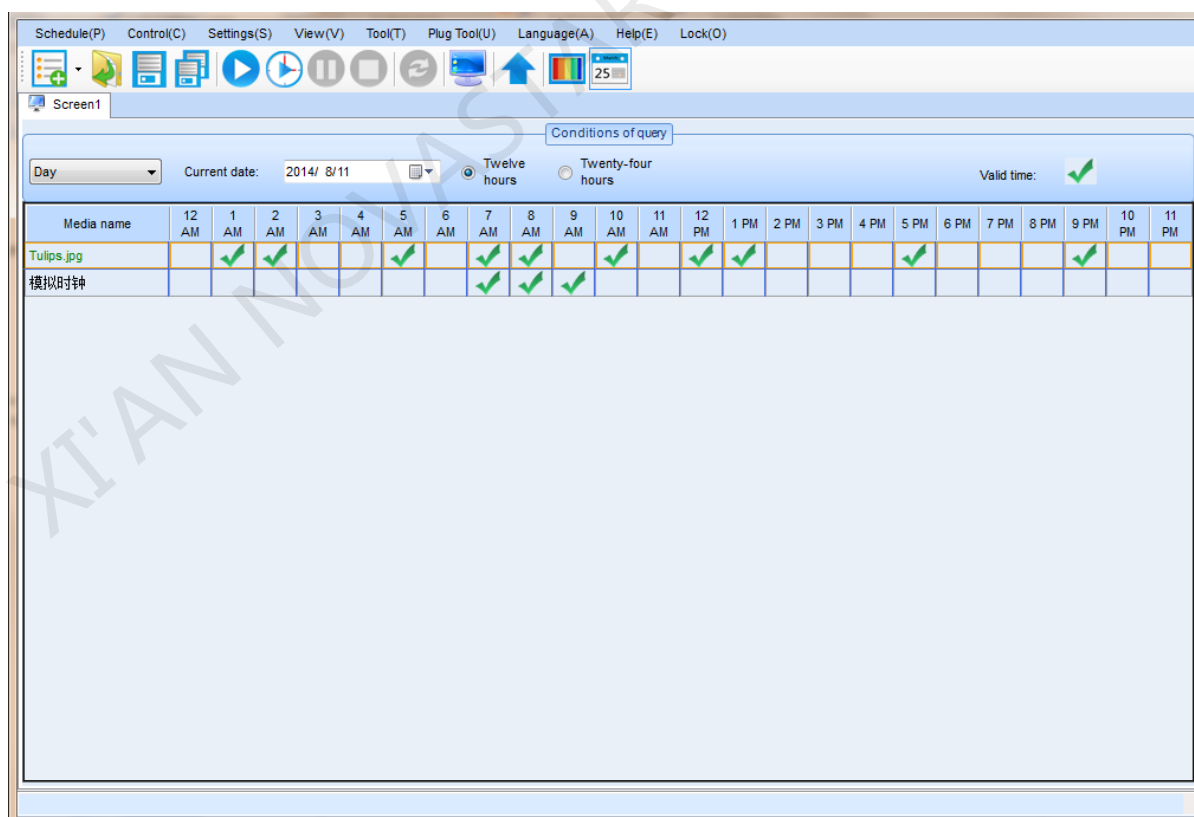 Schedule(P) Control(C) Settings(S) View(V) Tool(T) Plug Tool(U) Language(A) Help(E) Lock(O)
25
Screen1
Conditions of query
Day Current date: 2014/ 8/11 Twelve hours Twenty-four hours Valid time:
Media name 12 AM 1 AM 2 AM 3 AM 4 AM 5 AM 6 AM 7 AM 8 AM 9 AM 10 AM 11 AM 12 PM 1 PM 2 PM 3 PM 4 PM 5 PM 6 PM 7 PM 8 PM 9 PM 10 PM 11 PM
Tulips.jpg
模拟时钟
XI'AN NOVASTAR